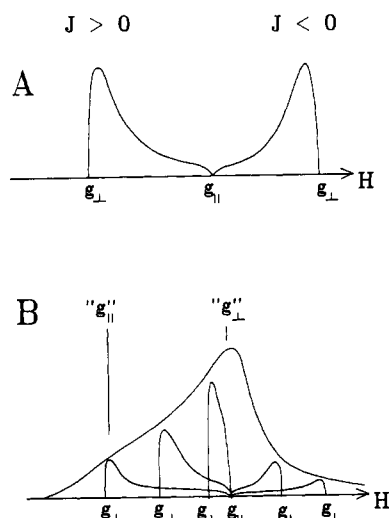 J > 0 J < 0
A
g⊥ g∥ g⊥ H
B
"g∥" "g⊥"
H
g⊥ g⊥ g⊥ g∥ g⊥ g⊥